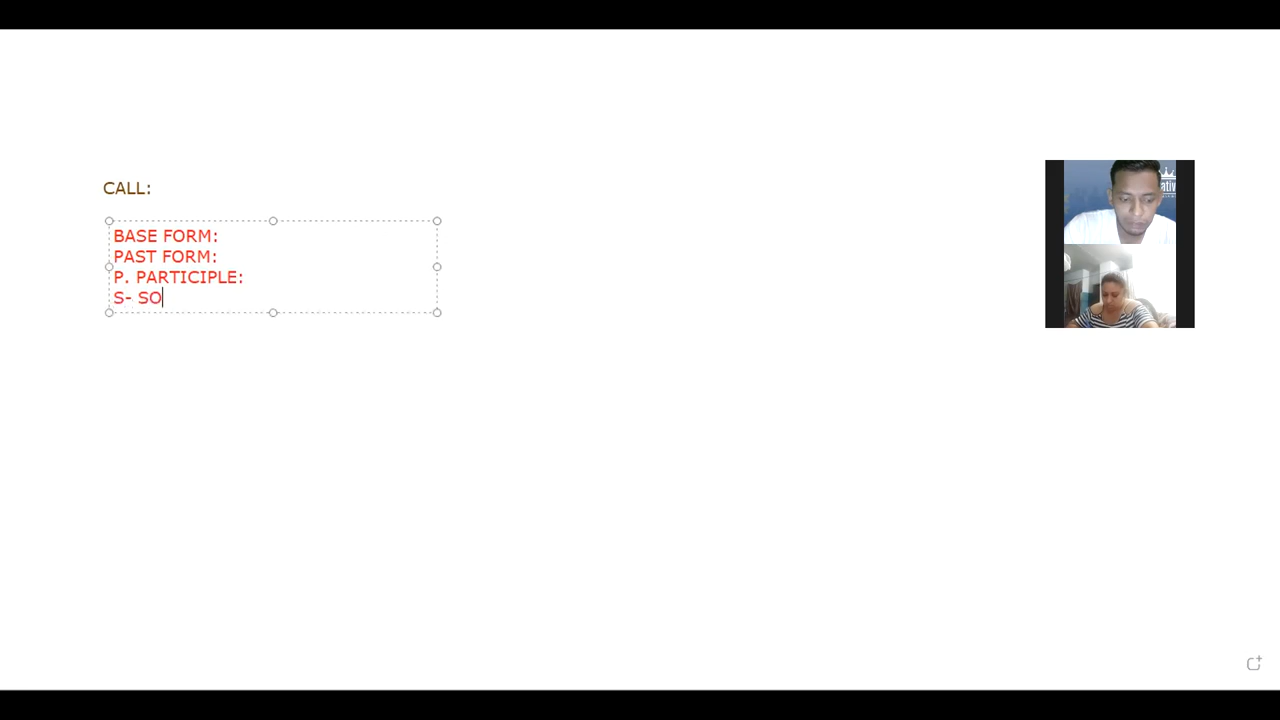 CALL:
BASE FORM:
PAST FORM:
P. PARTICIPLE:
S- SO